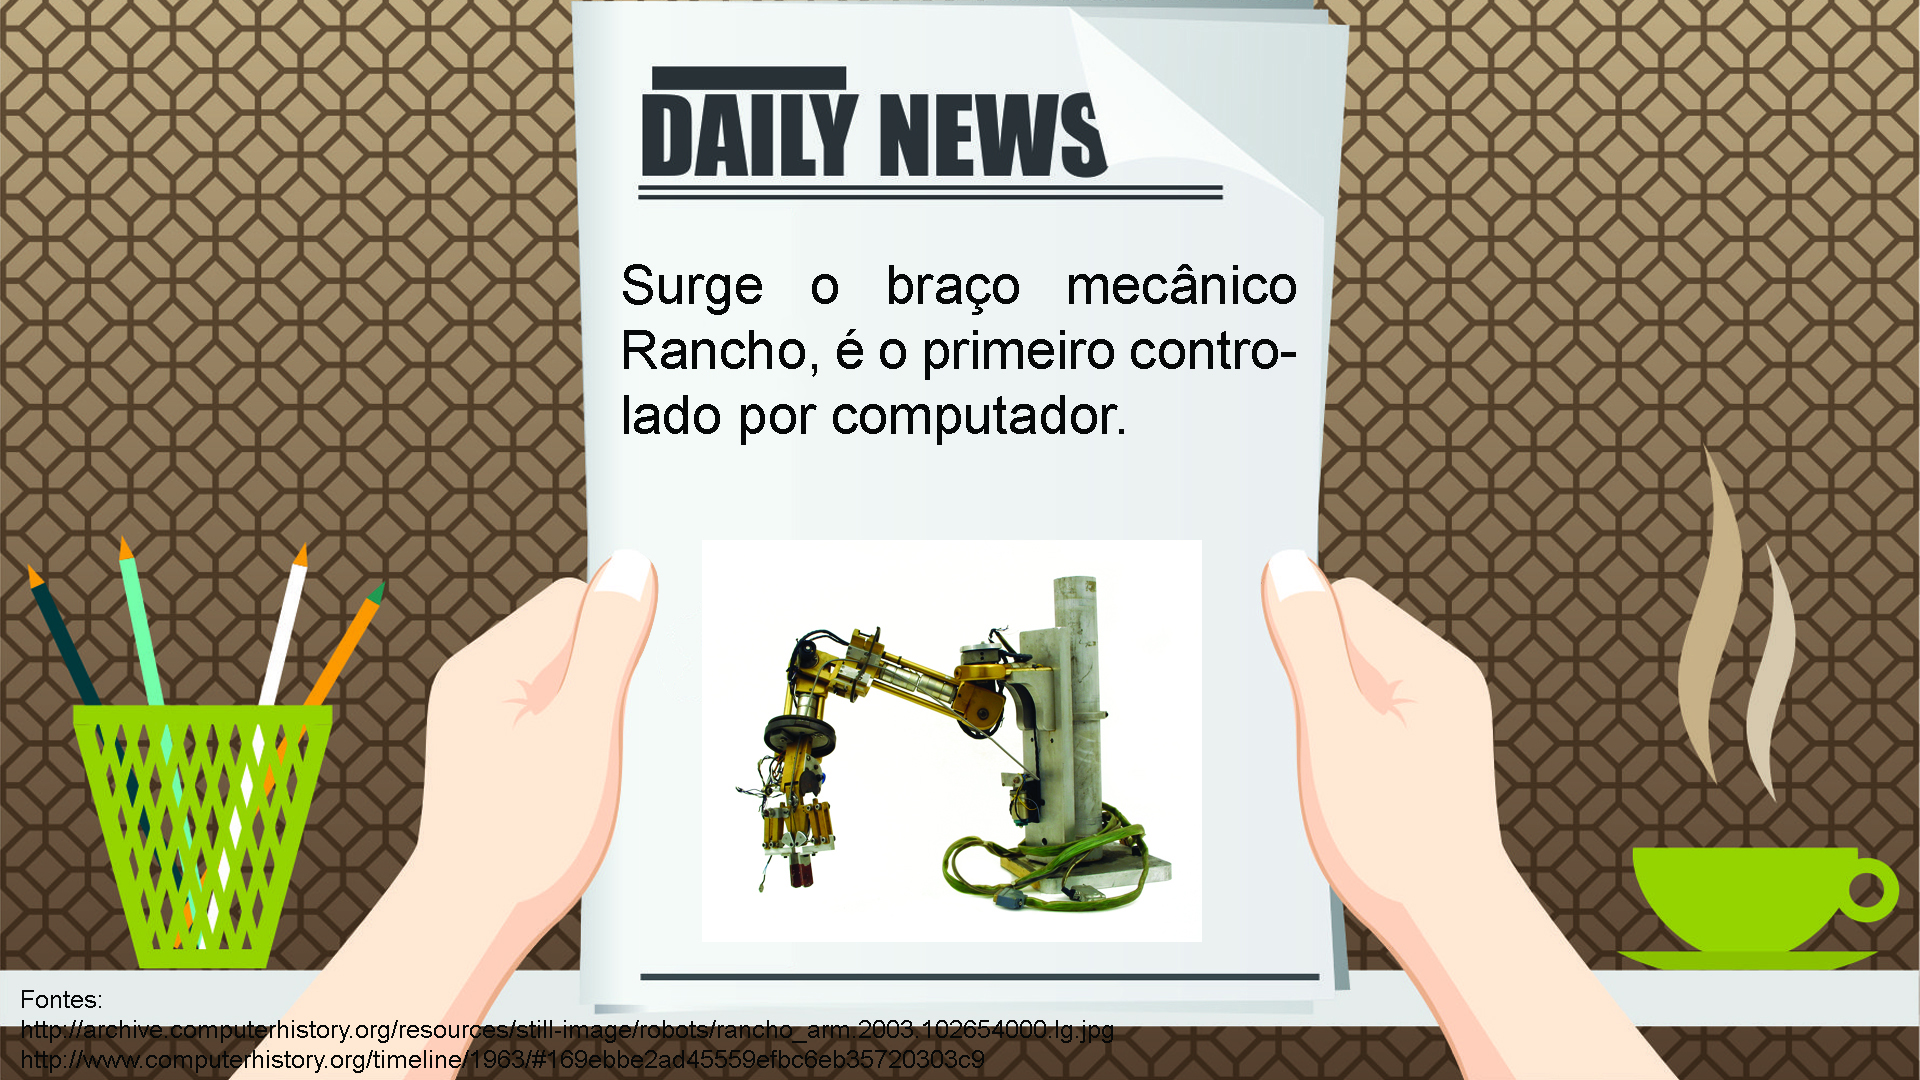 DAILY NEWS
Surge o braço mecânico
Rancho, é o primeiro contro-
lado por computador.
Fontes:
http://archive.computerhistory.org/resources/still-image/robots/rancho_arm.2003.102654000.lg.jpg
http://www.computerhistory.org/timeline/1963/#169ebbe2ad45559efbc6eb35720303c9